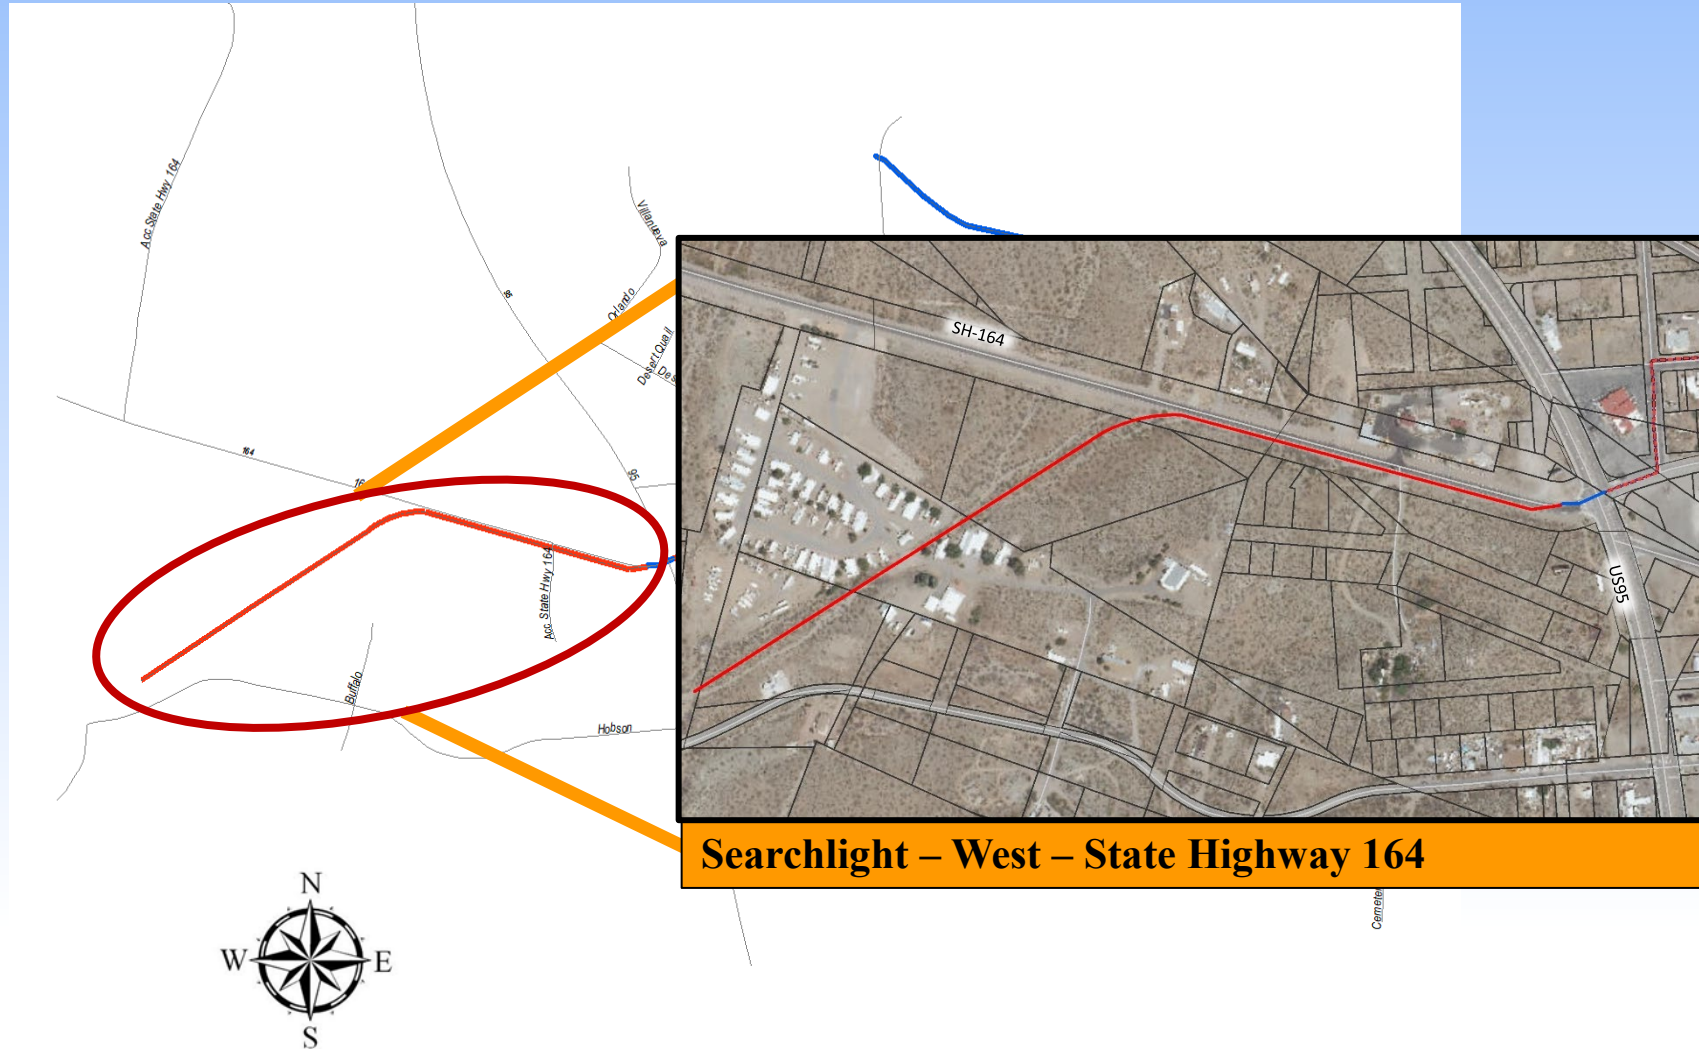 Acc State Hwy 164
Villanueva
95
Orlando
Desert Quail
SH-164
164
95
Acc State Hwy 164
US95
Buffalo
Hobson
Searchlight – West – State Highway 164
N
W
E
S